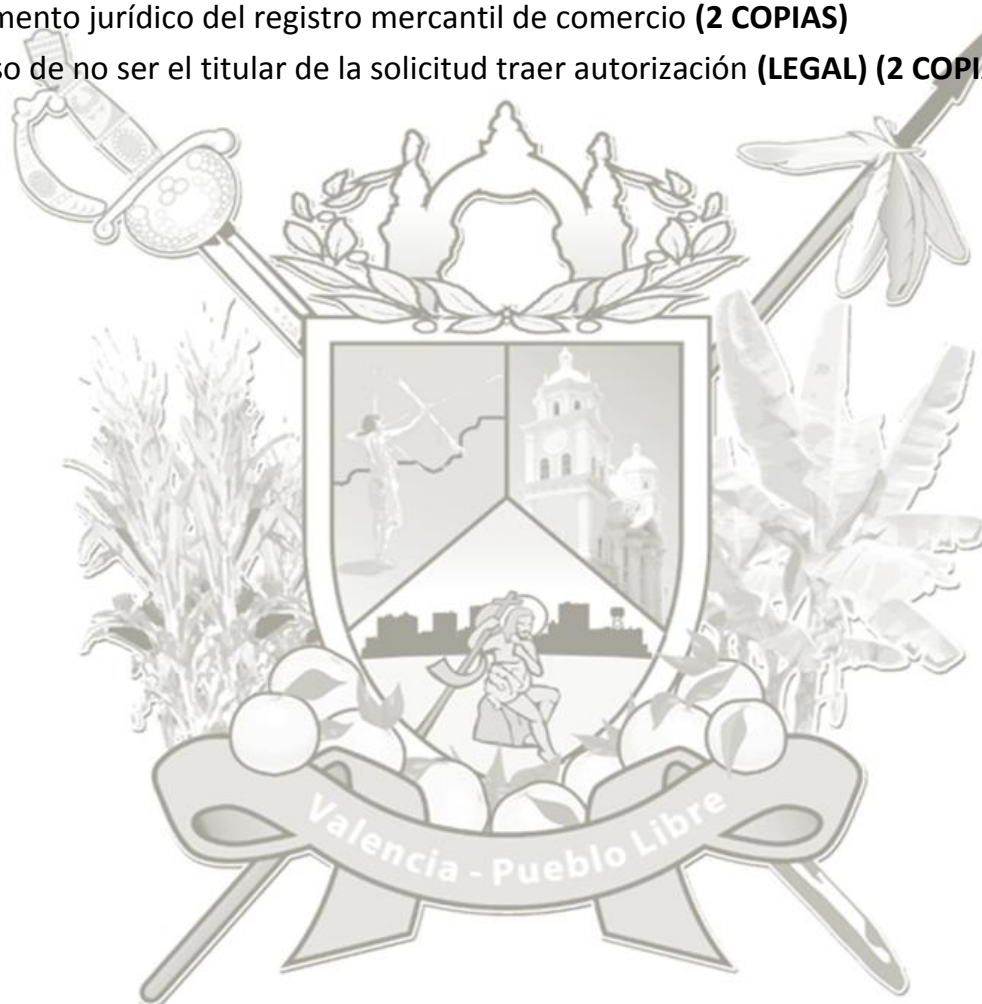 mento jurídico del registro mercantil de comercio (2 COPIAS)
so de no ser el titular de la solicitud traer autorización (LEGAL) (2 COPI
Valencia - Pueblo Libre